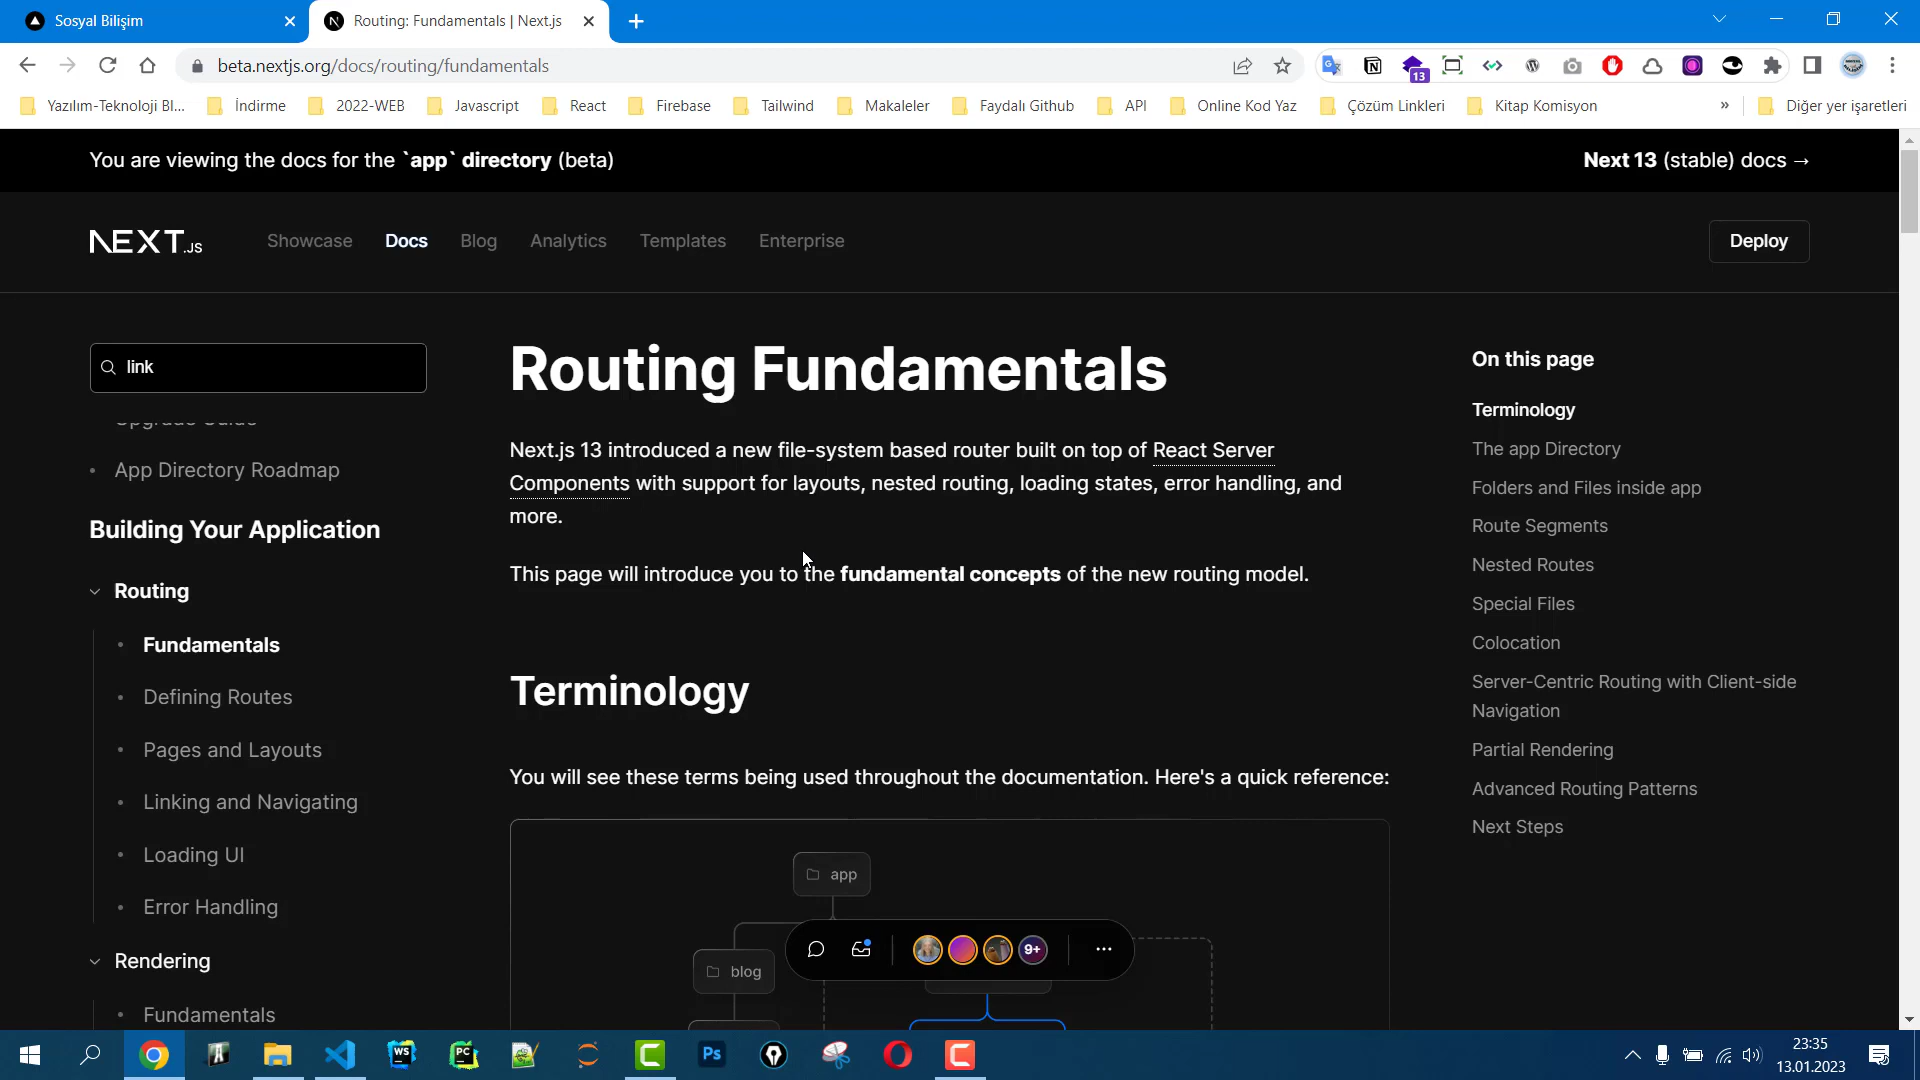 Sosyal Bilişim
Routing: Fundamentals | Next.js
beta.nextjs.org/docs/routing/fundamentals
13
Yazılım-Teknoloji Bl...
İndirme
2022-WEB
Javascript
React
Firebase
Tailwind
Makaleler
Faydalı Github
API
Online Kod Yaz
Çözüm Linkleri
Kitap Komisyon
»
Diğer yer işaretleri
You are viewing the docs for the `app` directory (beta)
Next 13 (stable) docs →
NEXT.JS
Showcase
Docs
Blog
Analytics
Templates
Enterprise
Deploy
link
Upgrade Guide
App Directory Roadmap
Building Your Application
Routing
Fundamentals
Defining Routes
Pages and Layouts
Linking and Navigating
Loading UI
Error Handling
Rendering
Fundamentals
Routing Fundamentals
Next.js 13 introduced a new file-system based router built on top of React Server
Components with support for layouts, nested routing, loading states, error handling, and
more.
This page will introduce you to the fundamental concepts of the new routing model.
Terminology
You will see these terms being used throughout the documentation. Here's a quick reference:
app
blog
9+
On this page
Terminology
The app Directory
Folders and Files inside app
Route Segments
Nested Routes
Special Files
Colocation
Server-Centric Routing with Client-side
Navigation
Partial Rendering
Advanced Routing Patterns
Next Steps
WS
PC
Ps
23:35
13.01.2023